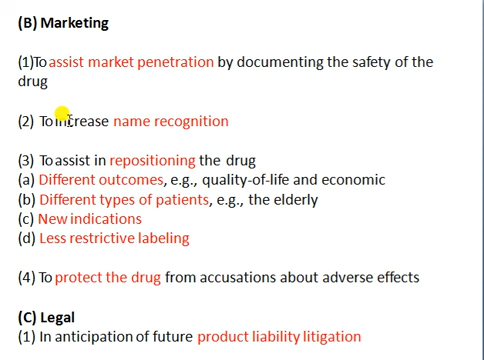 (B) Marketing
(1)To assist market penetration by documenting the safety of the
drug
(2) To increase name recognition
(3) To assist in repositioning the drug
(a) Different outcomes, e.g., quality-of-life and economic
(b) Different types of patients, e.g., the elderly
(c) New indications
(d) Less restrictive labeling
(4) To protect the drug from accusations about adverse effects
(C) Legal
(1) In anticipation of future product liability litigation